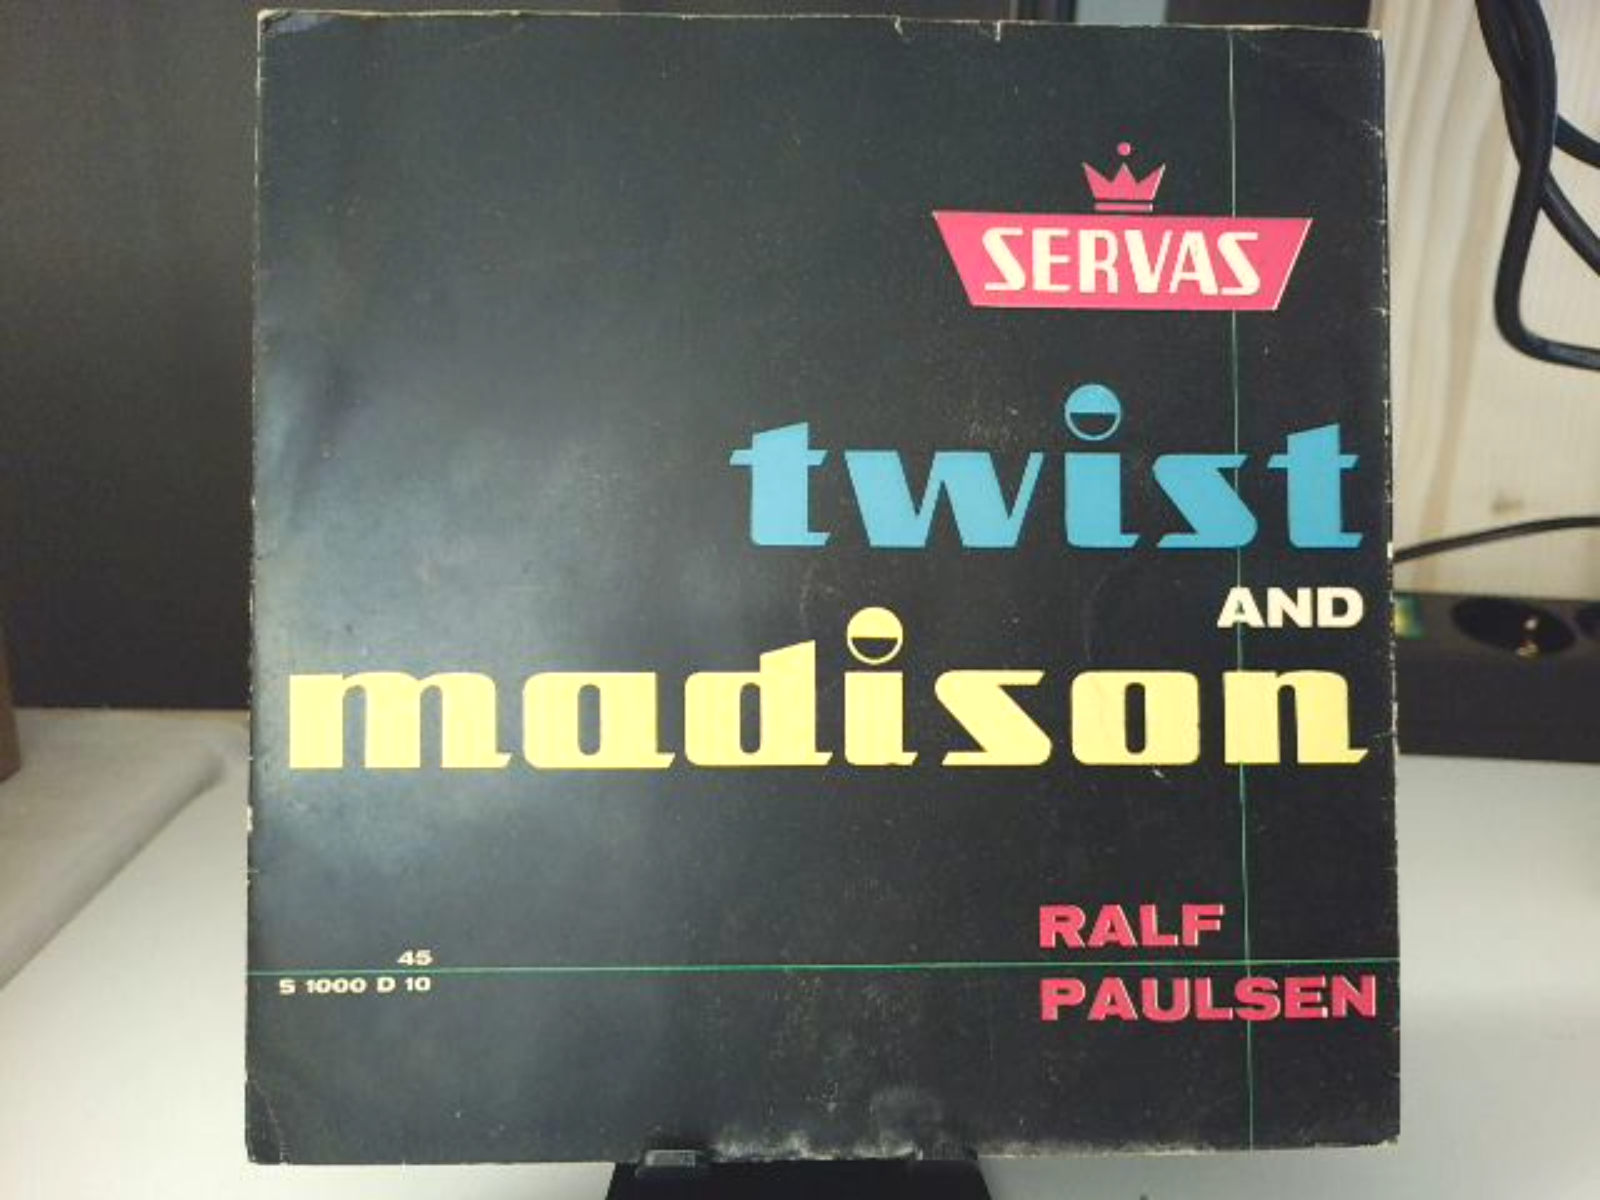 SERVAS
twist
AND
madison
RALF
PAULSEN
45
S 1000 D 10